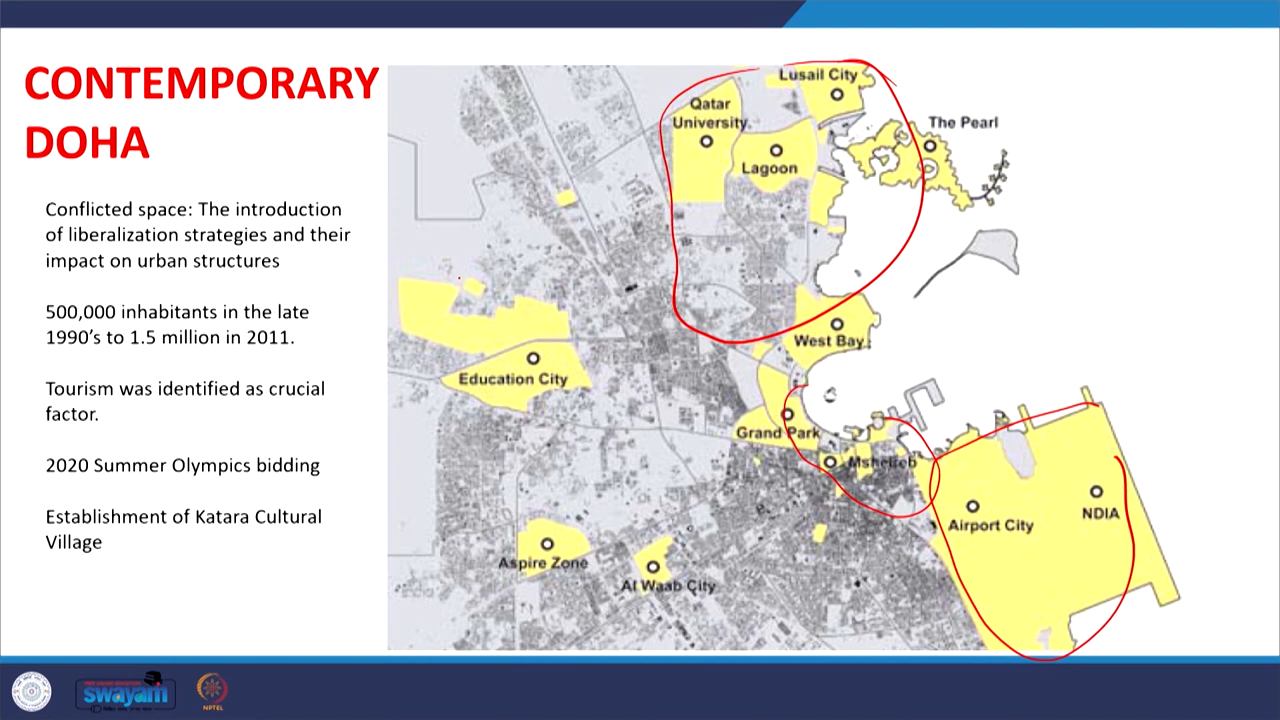 CONTEMPORARY
DOHA
Conflicted space: The introduction
of liberalization strategies and their
impact on urban structures
500,000 inhabitants in the late
1990’s to 1.5 million in 2011.
Tourism was identified as crucial
factor.
2020 Summer Olympics bidding
Establishment of Katara Cultural
Village
Lusail City
Qatar
University
The Pearl
Lagoon
West Bay
Education City
Grand Park
Msheireb
Airport City
NDIA
Aspire Zone
Al Waab City
swayam
NPTEL